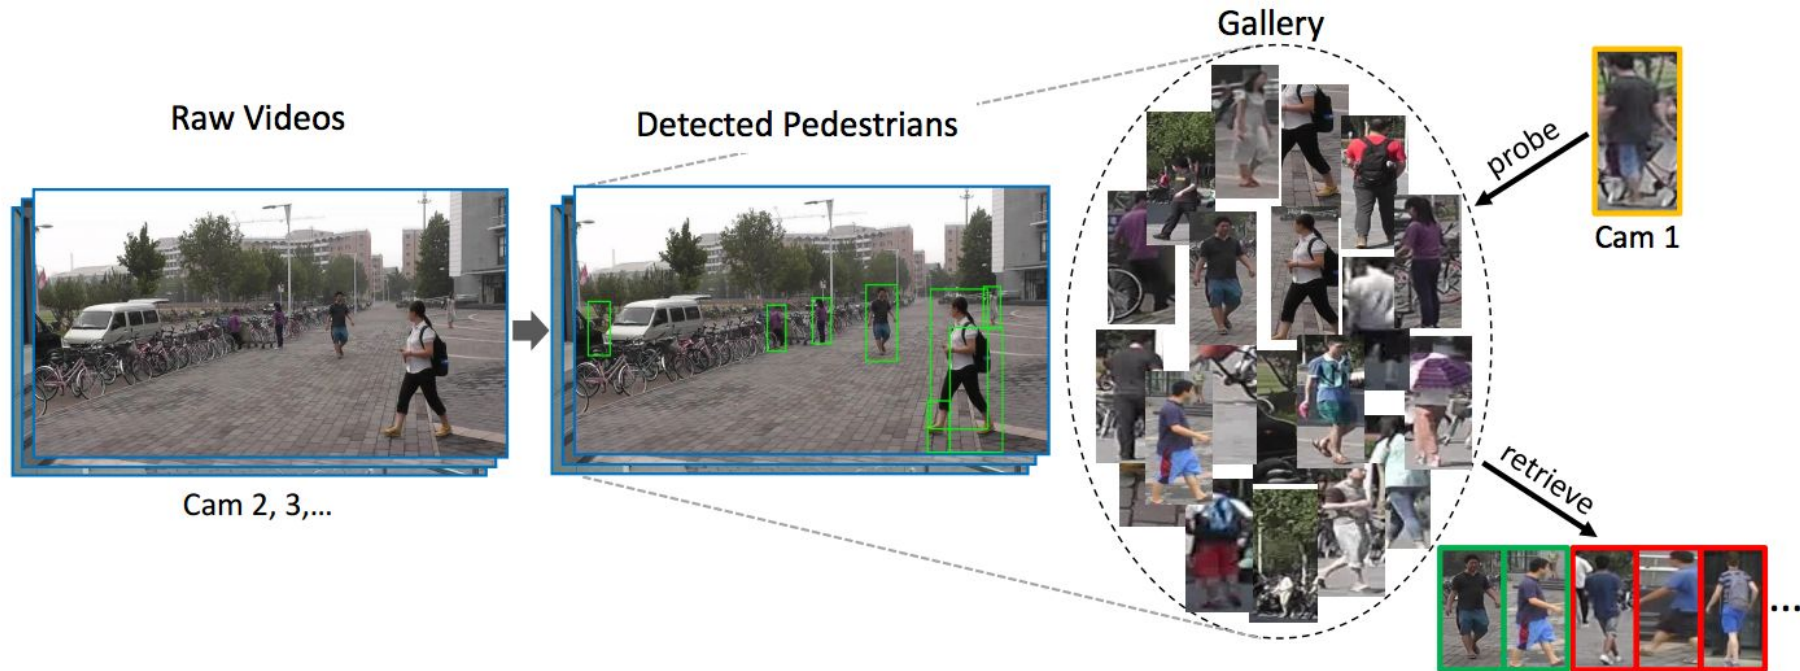 Gallery
Raw Videos
Detected Pedestrians
probe
Cam 1
retrieve
Cam 2, 3,...
...